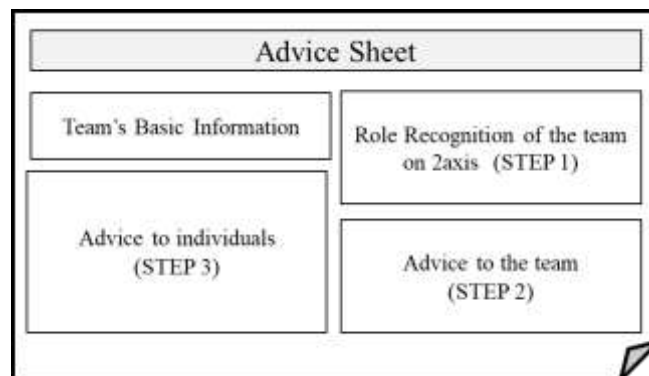 Advice Sheet
Team's Basic Information
Role Recognition of the team
on 2axis (STEP 1)
Advice to individuals
(STEP 3)
Advice to the team
(STEP 2)